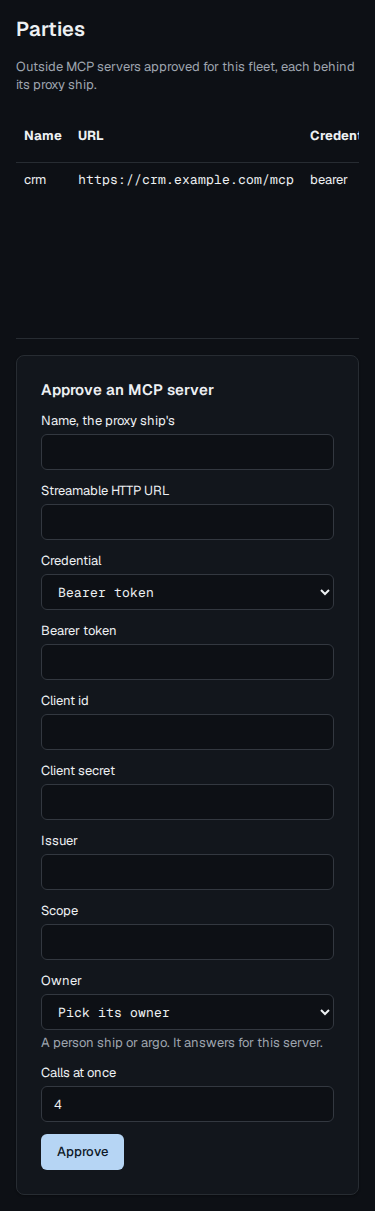 Parties
Outside MCP servers approved for this fleet, each behind
its proxy ship.
Name URL Creden
crm https://crm.example.com/mcp bearer
Approve an MCP server
Name, the proxy ship's
Streamable HTTP URL
Credential
Bearer token
Bearer token
Client id
Client secret
Issuer
Scope
Owner
Pick its owner
A person ship or argo. It answers for this server.
Calls at once
4
Approve